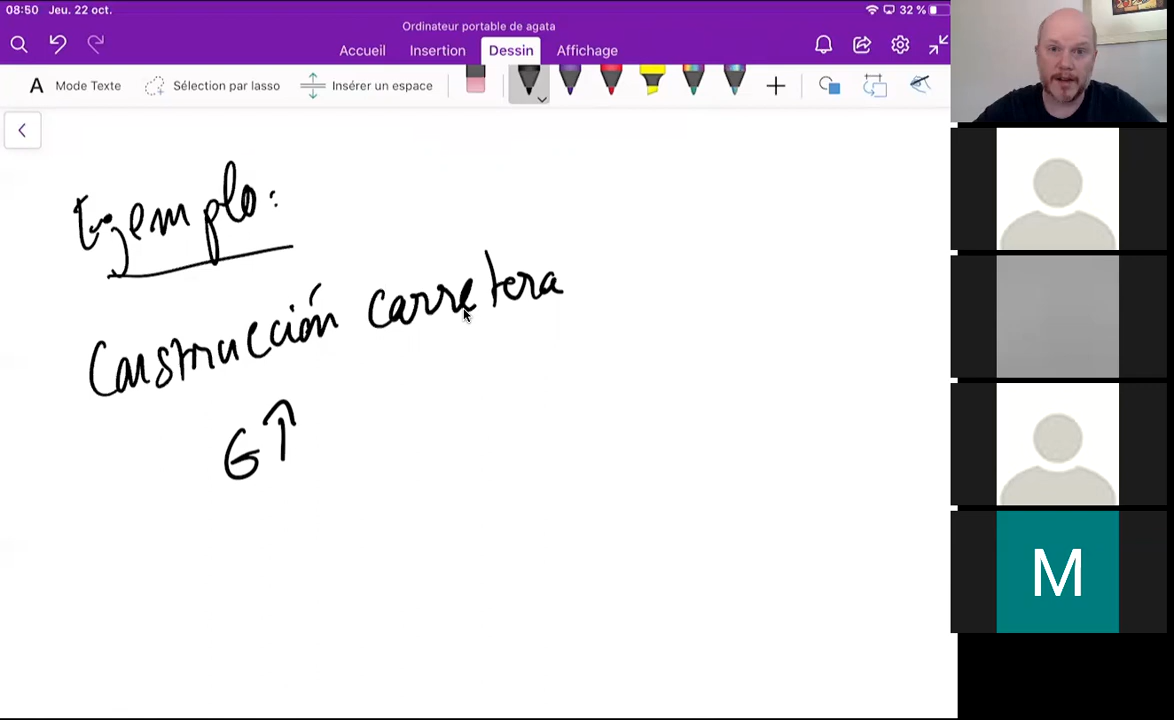 08:50 Jeu. 22 oct. 32 %
Ordinateur portable de agata
Accueil Insertion Dessin Affichage
A Mode Texte Sélection par lasso Insérer un espace
Ejemplo:
Construcción carretera
G↑
M